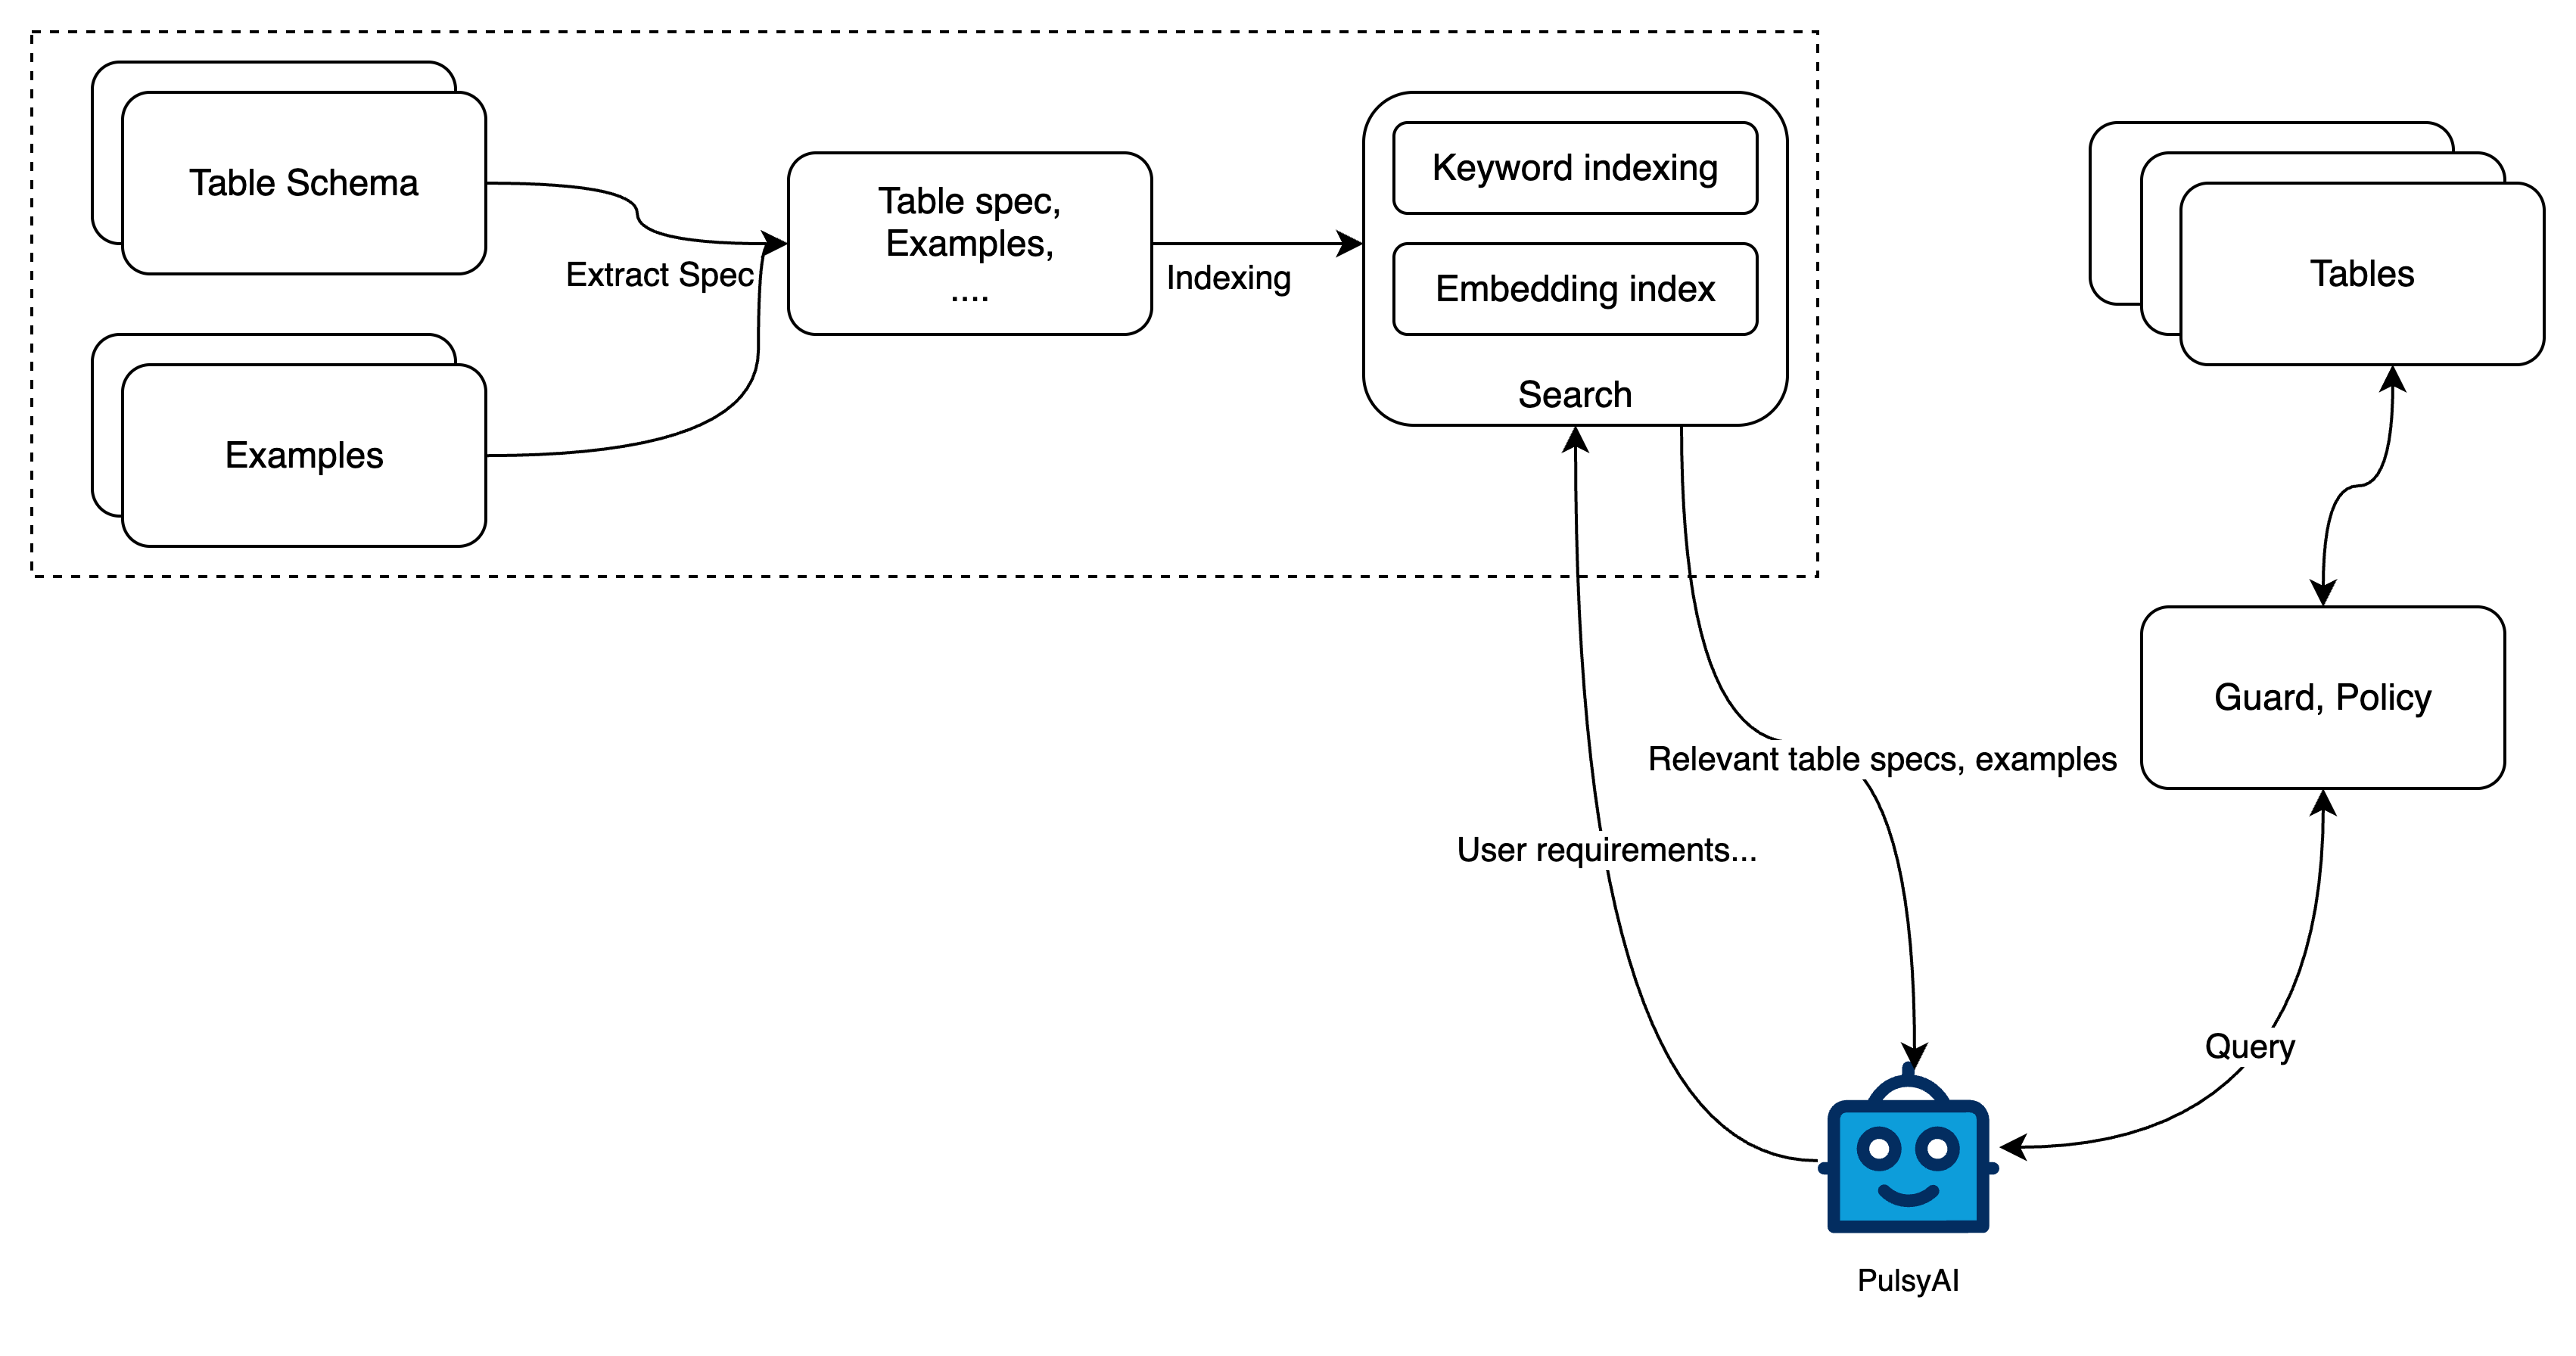 Table Schema
Extract Spec
Examples
Table spec,
Examples,
....
Indexing
Keyword indexing
Embedding index
Search
Tables
Guard, Policy
Relevant table specs, examples
User requirements...
Query
PulsyAI